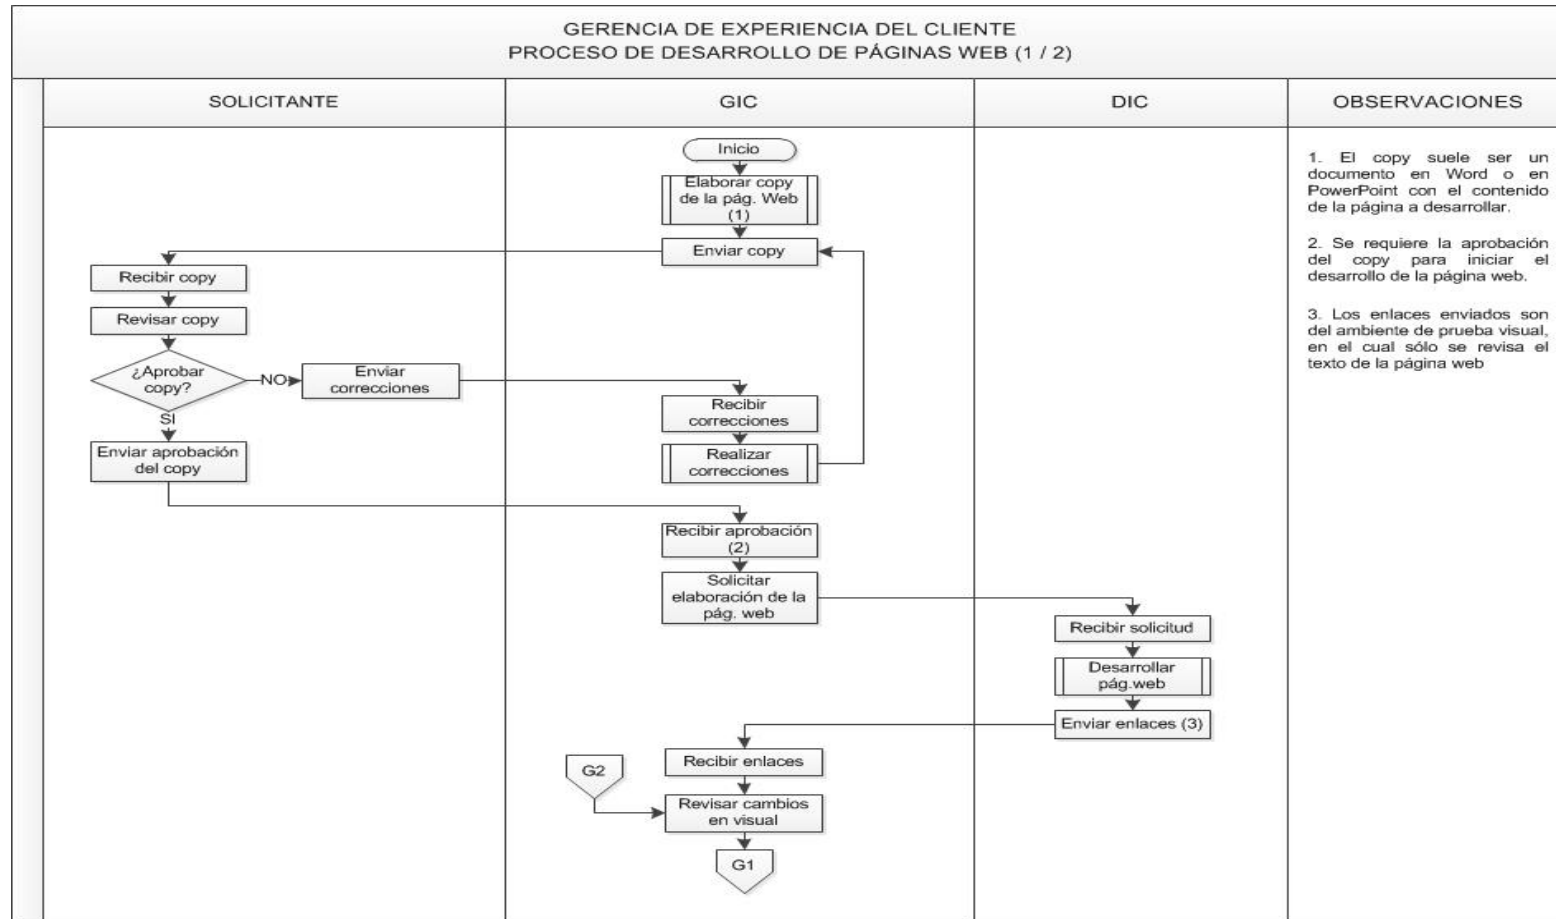 GERENCIA DE EXPERIENCIA DEL CLIENTE
PROCESO DE DESARROLLO DE PÁGINAS WEB (1 / 2)
SOLICITANTE
GIC
DIC
OBSERVACIONES
Inicio
Elaborar copy
de la pág. Web
(1)
Enviar copy
Recibir copy
Revisar copy
¿Aprobar
copy?
NO
Enviar
correcciones
SI
Recibir
correcciones
Realizar
correcciones
Enviar aprobación
del copy
Recibir aprobación
(2)
Solicitar
elaboración de la
pág. web
Recibir solicitud
Desarrollar
pág.web
Enviar enlaces (3)
Recibir enlaces
G2
Revisar cambios
en visual
G1
1. El copy suele ser un
documento en Word o en
PowerPoint con el contenido
de la página a desarrollar.
2. Se requiere la aprobación
del copy para iniciar el
desarrollo de la página web.
3. Los enlaces enviados son
del ambiente de prueba visual,
en el cual sólo se revisa el
texto de la página web